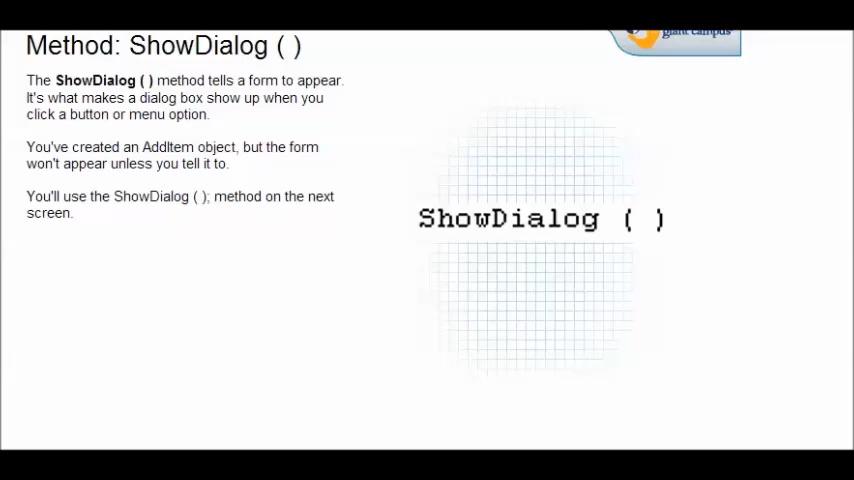 Method: ShowDialog ( )
giant campus
The ShowDialog ( ) method tells a form to appear.
It's what makes a dialog box show up when you
click a button or menu option.
You've created an AddItem object, but the form
won't appear unless you tell it to.
You'll use the ShowDialog ( ); method on the next
screen.
ShowDialog ( )